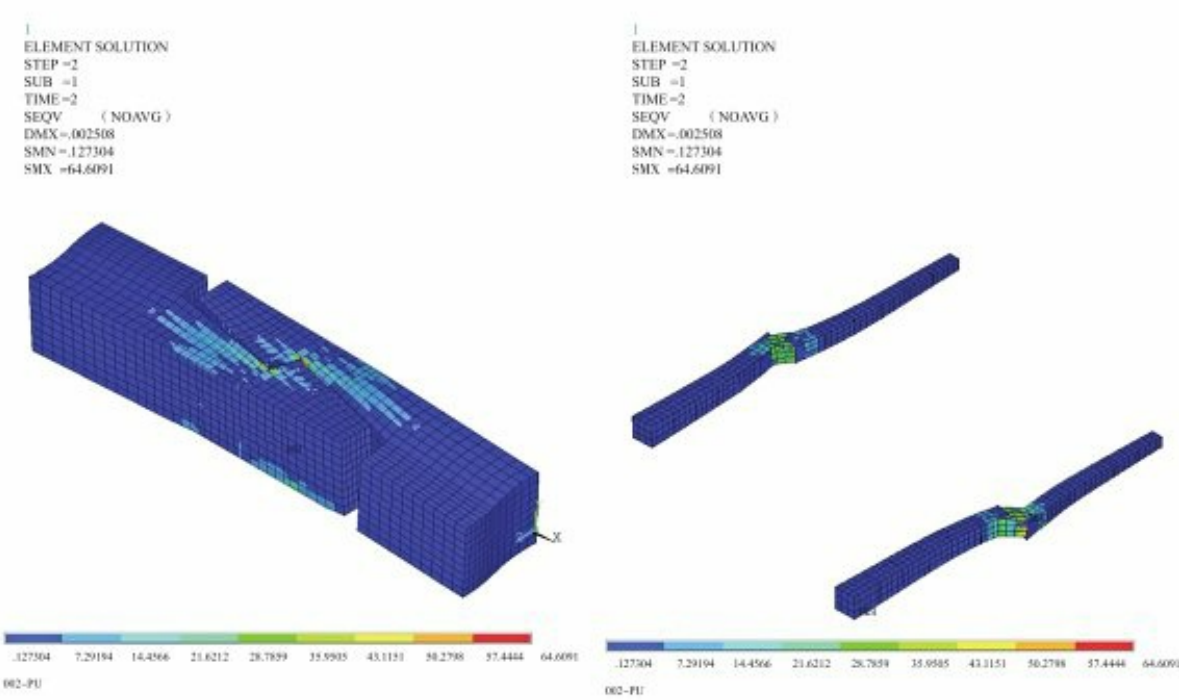 1
ELEMENT SOLUTION
STEP =2
SUB =1
TIME=2
SEQV (NOAVG)
DMX=.002508
SMN=.127304
SMX =64.6091
X
.127304 7.29194 14.4566 21.6212 28.7859 35.9505 43.1151 50.2798 57.4444 64.6091
002-PU
1
ELEMENT SOLUTION
STEP =2
SUB =1
TIME=2
SEQV (NOAVG)
DMX=.002508
SMN=.127304
SMX =64.6091
.127304 7.29194 14.4566 21.6212 28.7859 35.9505 43.1151 50.2798 57.4444 64.6091
002-PU